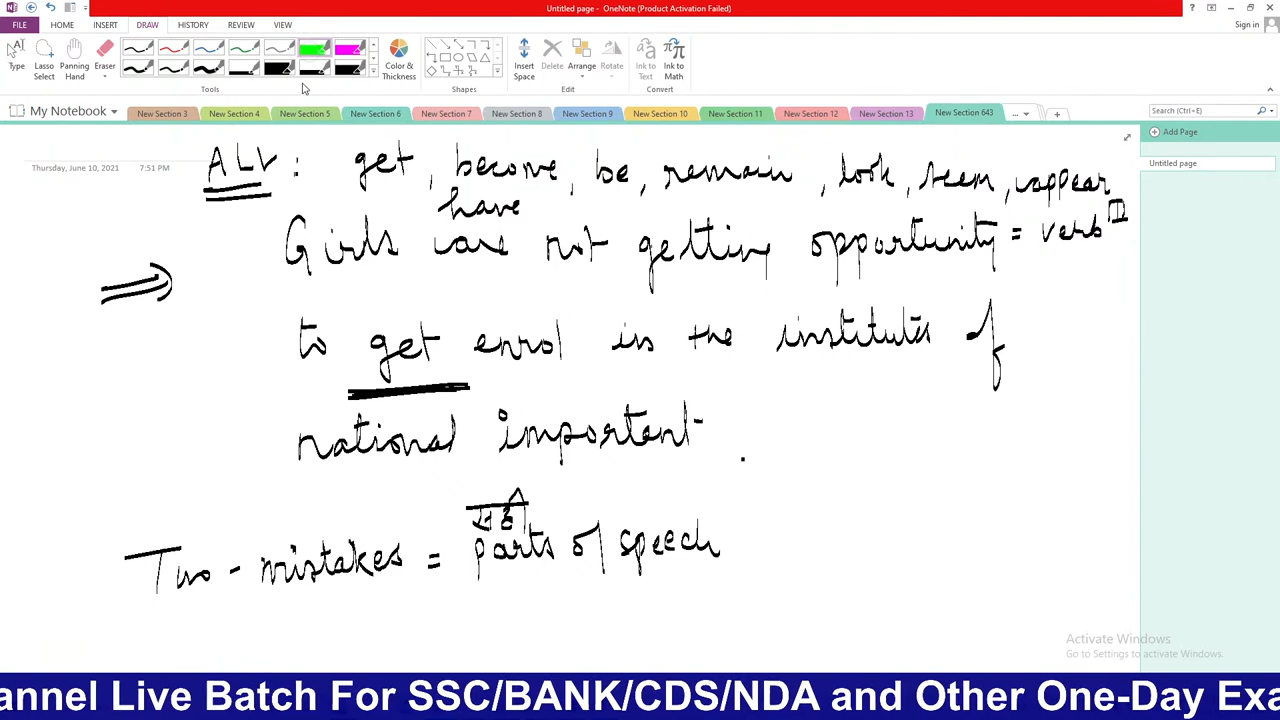 Untitled page - OneNote (Product Activation Failed)
FILE HOME INSERT DRAW HISTORY REVIEW VIEW
Sign in
Type Lasso Select Panning Hand Eraser Color & Thickness Insert Space Delete Arrange Rotate Ink to Text Ink to Math
Tools Shapes Edit Convert
My Notebook New Section 3 New Section 4 New Section 5 New Section 6 New Section 7 New Section 8 New Section 9 New Section 10 New Section 11 New Section 12 New Section 13 New Section 643 ... Search (Ctrl+E)
Add Page
Untitled page
Thursday, June 10, 2021 7:51 PM
ALV : get, become, be, remain, look, seem, appear
have
Girls are not getting opportunity = verb III
to get enrol in the institutes of
national important .
सही
Two - mistakes = parts of speech
Activate Windows
Go to Settings to activate Windows.
annel Live Batch For SSC/BANK/CDS/NDA and Other One-Day Exa